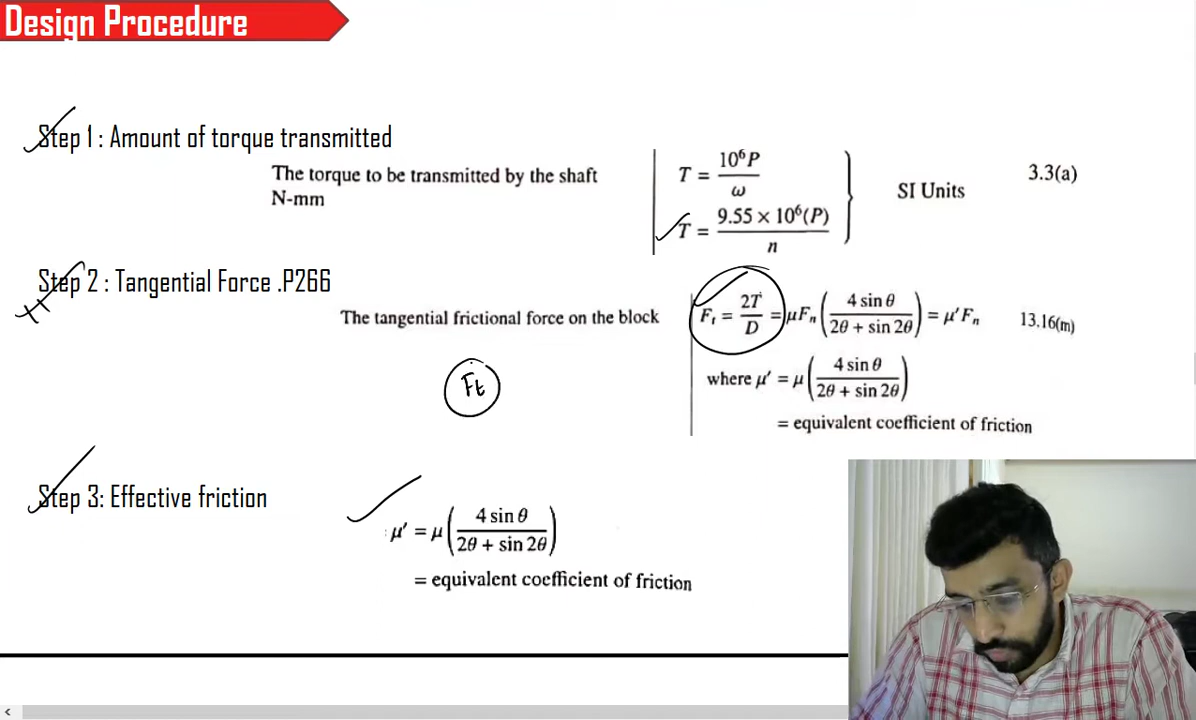 Design Procedure
Step 1 : Amount of torque transmitted
The torque to be transmitted by the shaft
N-mm
T = 10⁶P / ω
T = 9.55 × 10⁶(P) / n
SI Units
3.3(a)
Step 2 : Tangential Force .P266
The tangential frictional force on the block
Fₜ = 2T / D = μFₙ (4 sin θ / 2θ + sin 2θ) = μ′Fₙ
13.16(m)
Ft
where μ′ = μ (4 sin θ / 2θ + sin 2θ)
= equivalent coefficient of friction
Step 3: Effective friction
μ′ = μ (4 sin θ / 2θ + sin 2θ)
= equivalent coefficient of friction